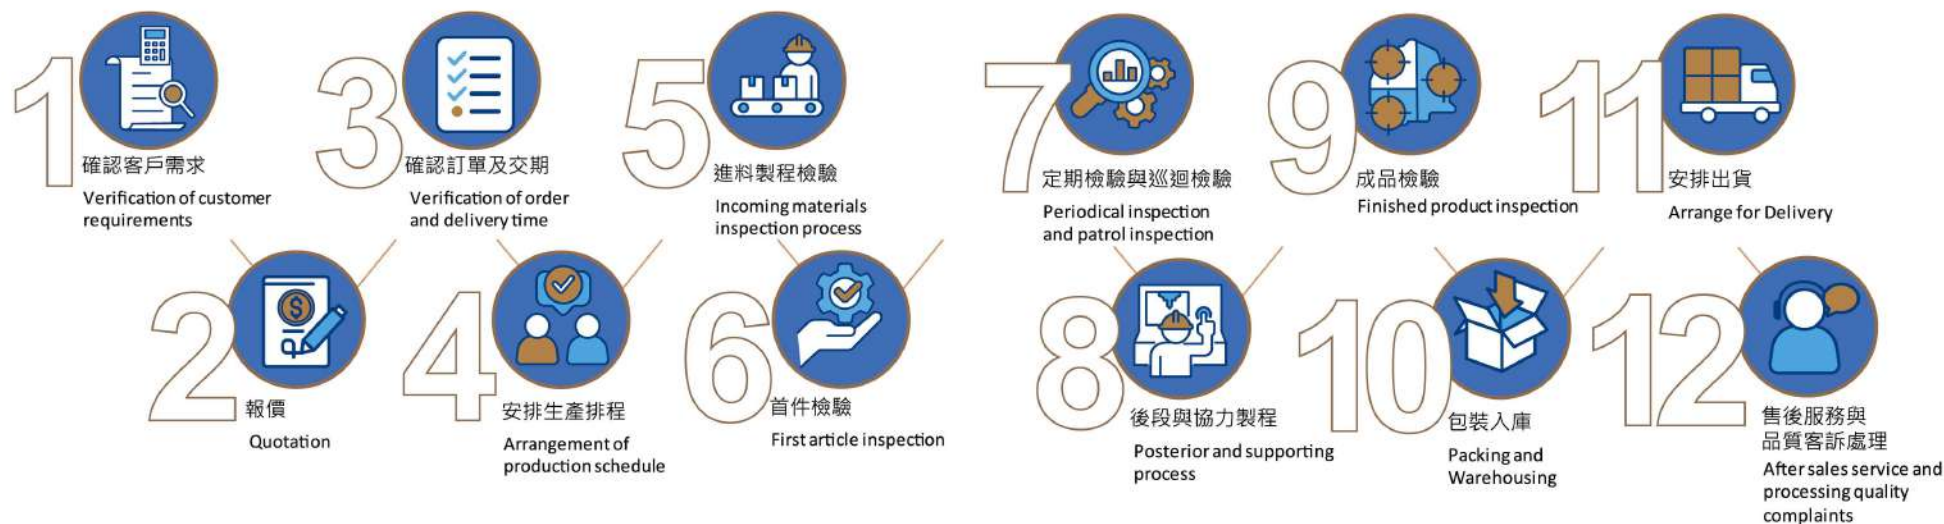 1
確認客戶需求
Verification of customer
requirements
2
報價
Quotation
3
確認訂單及交期
Verification of order
and delivery time
4
安排生產排程
Arrangement of
production schedule
5
進料製程檢驗
Incoming materials
inspection process
6
首件檢驗
First article inspection
7
定期檢驗與巡迴檢驗
Periodical inspection
and patrol inspection
8
後段與協力製程
Posterior and supporting
process
9
成品檢驗
Finished product inspection
10
包裝入庫
Packing and
Warehousing
11
安排出貨
Arrange for Delivery
12
售後服務與
品質客訴處理
After sales service and
processing quality
complaints